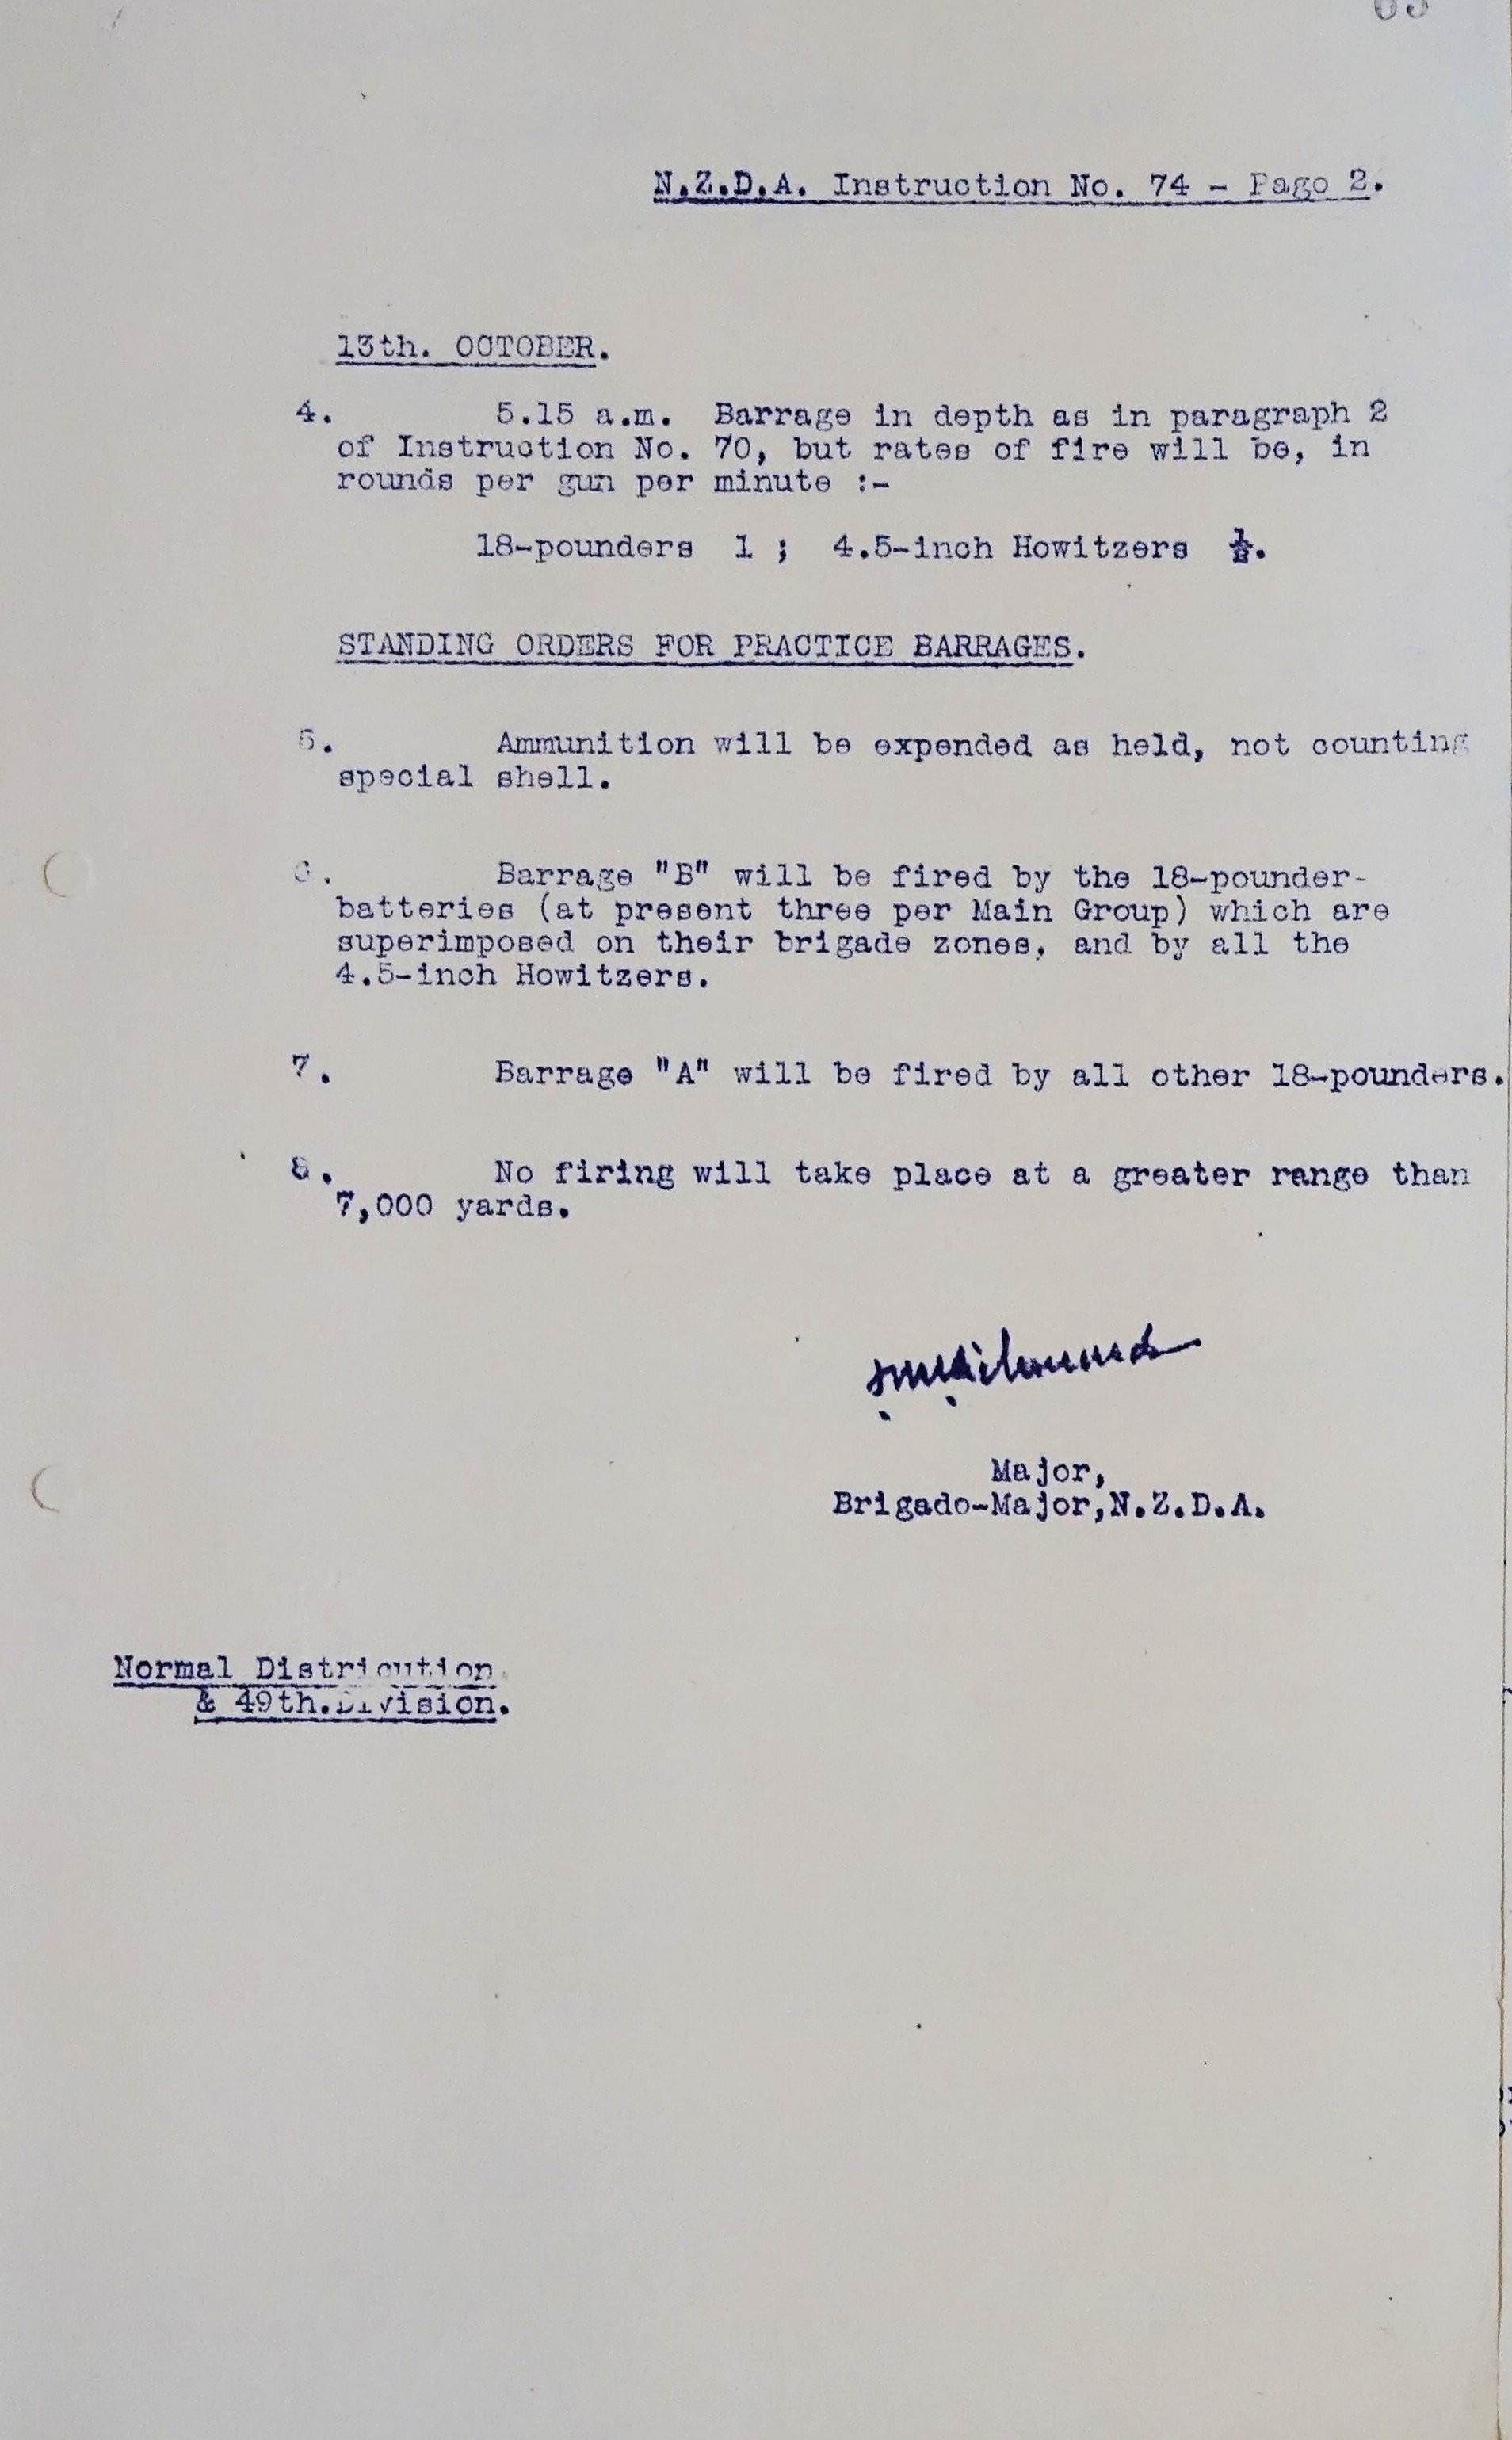 N.Z.D.A. Instruction No. 74 - Page 2.
13th. OCTOBER.
4. 5.15 a.m. Barrage in depth as in paragraph 2
of Instruction No. 70, but rates of fire will be, in
rounds per gun per minute :-
18-pounders 1 ; 4.5-inch Howitzers ½.
STANDING ORDERS FOR PRACTICE BARRAGES.
5. Ammunition will be expended as held, not counting
special shell.
6. Barrage "B" will be fired by the 18-pounder-
batteries (at present three per Main Group) which are
superimposed on their brigade zones, and by all the
4.5-inch Howitzers.
7. Barrage "A" will be fired by all other 18-pounders.
8. No firing will take place at a greater range than
7,000 yards.
Major,
Brigade-Major,N.Z.D.A.
Normal Distribution
& 49th.Division.